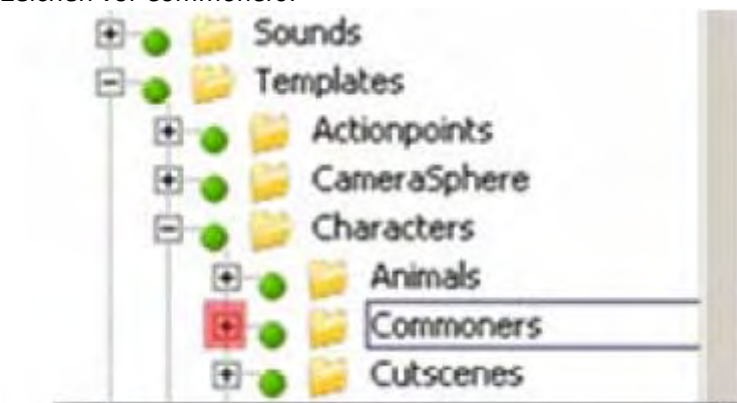 Sounds
Templates
Actionpoints
CameraSphere
Characters
Animals
Commoners
Cutscenes